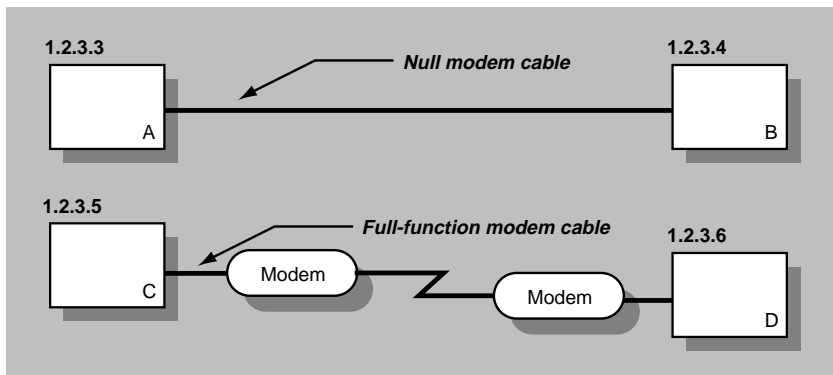 1.2.3.3
Null modem cable
1.2.3.4
A
B
1.2.3.5
Full-function modem cable
1.2.3.6
Modem
C
Modem
D